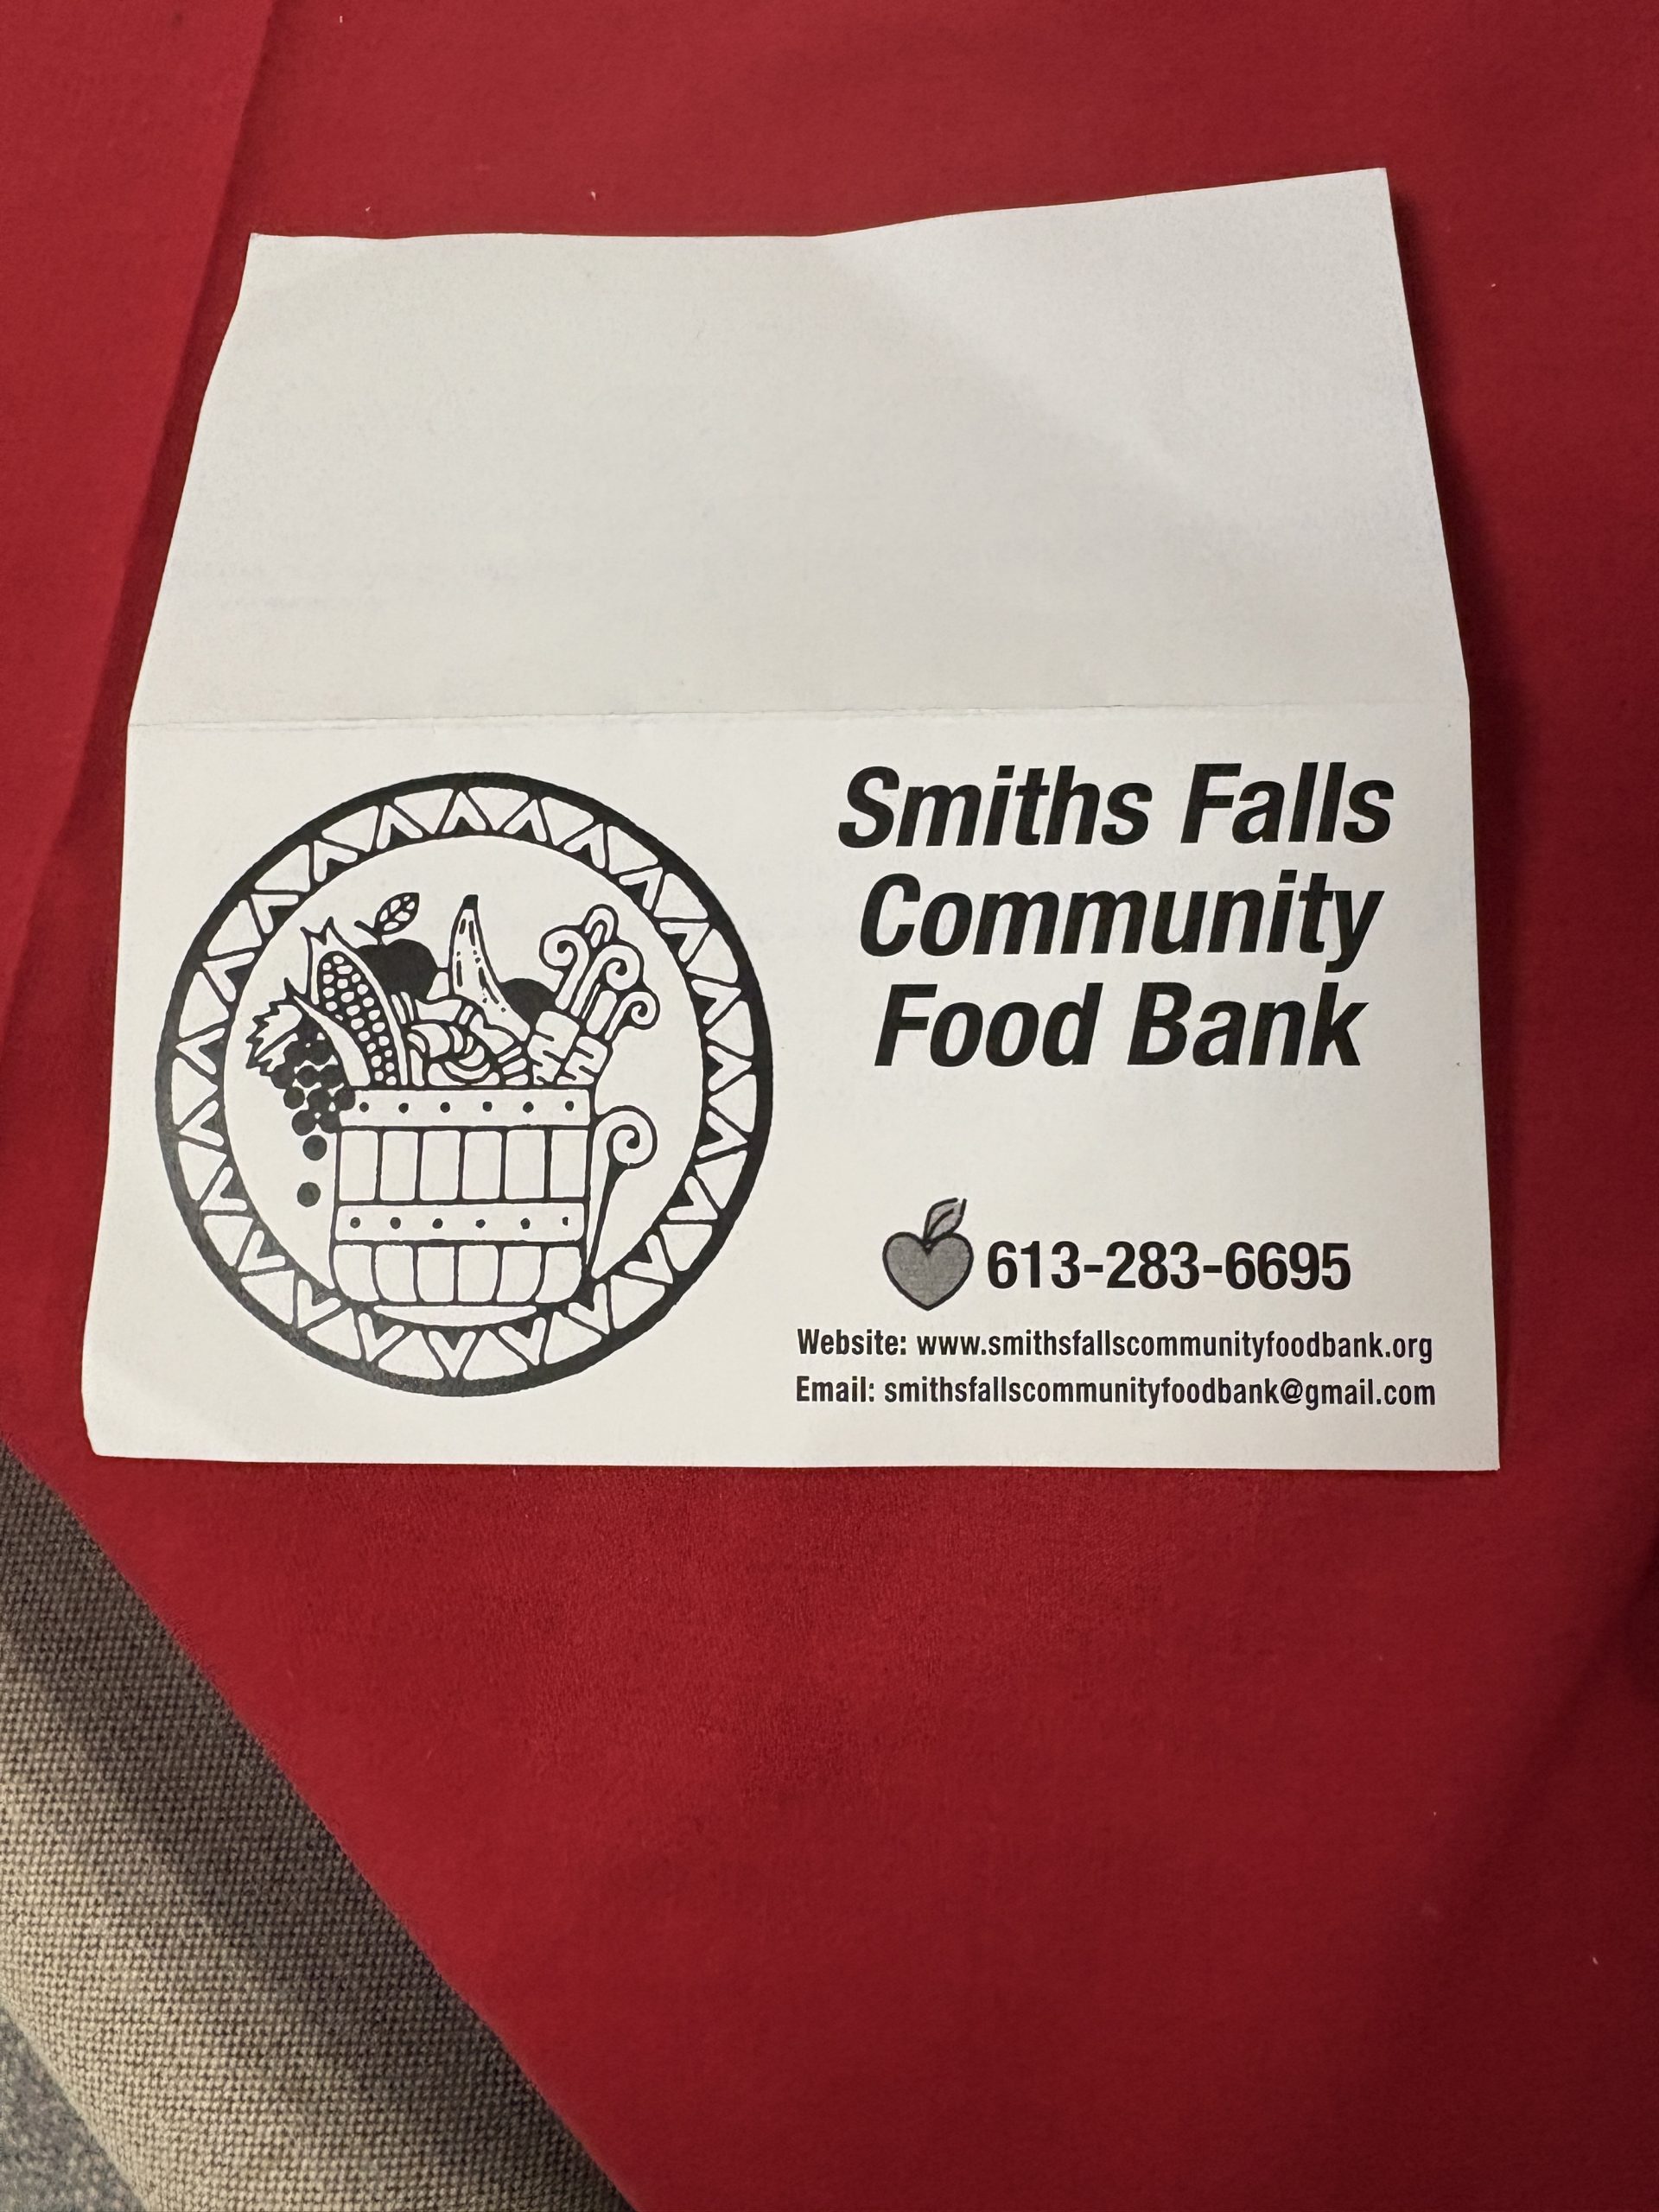 Smiths Falls
Community
Food Bank
613-283-6695
Website: www.smithsfallscommunityfoodbank.org
Email: smithsfallscommunityfoodbank@gmail.com